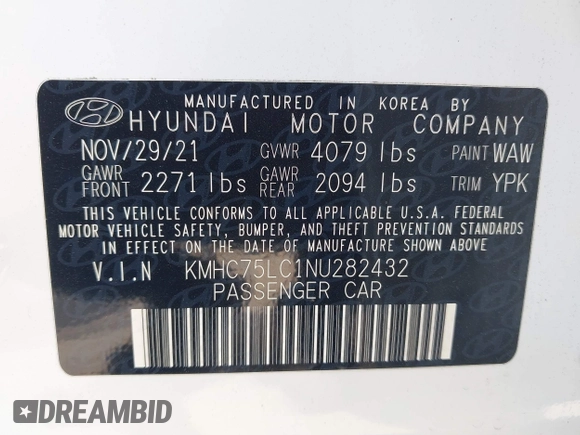 MANUFACTURED IN KOREA BY
HYUNDAI MOTOR COMPANY
NOV/29/21 GVWR 4079 lbs PAINT WAW
GAWR FRONT 2271 lbs GAWR REAR 2094 lbs TRIM YPK
THIS VEHICLE CONFORMS TO ALL APPLICABLE U.S.A. FEDERAL
MOTOR VEHICLE SAFETY, BUMPER, AND THEFT PREVENTION STANDARDS
IN EFFECT ON THE DATE OF MANUFACTURE SHOWN ABOVE.
V.I.N KMHC75LC1NU282432
PASSENGER CAR
DREAMBID